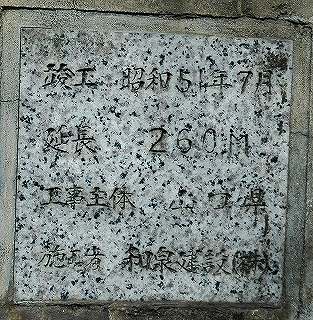 竣工 昭和51年7月
延長 260M
工事主体 山口県
施工者 和泉建設(株)